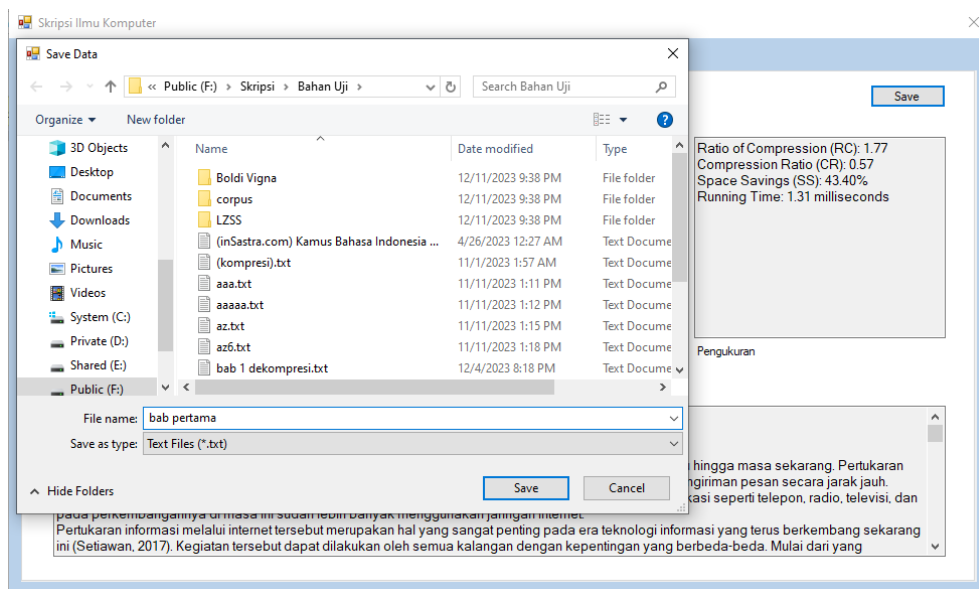 Skripsi Ilmu Komputer
Save Data
« Public (F:) › Skripsi › Bahan Uji ›
Search Bahan Uji
Organize
New folder
3D Objects
Desktop
Documents
Downloads
Music
Pictures
Videos
System (C:)
Private (D:)
Shared (E:)
Public (F:)
Name Date modified Type
Boldi Vigna 12/11/2023 9:38 PM File folder
corpus 12/11/2023 9:38 PM File folder
LZSS 12/11/2023 9:38 PM File folder
(inSastra.com) Kamus Bahasa Indonesia ... 4/26/2023 12:27 AM Text Docume
(kompresi).txt 11/1/2023 1:57 AM Text Docume
aaa.txt 11/11/2023 1:11 PM Text Docume
aaaaa.txt 11/11/2023 1:12 PM Text Docume
az.txt 11/11/2023 1:15 PM Text Docume
az6.txt 11/11/2023 1:18 PM Text Docume
bab 1 dekompresi.txt 12/4/2023 8:18 PM Text Docume
File name: bab pertama
Save as type: Text Files (*.txt)
Hide Folders
Save
Cancel
Save
Ratio of Compression (RC): 1.77
Compression Ratio (CR): 0.57
Space Savings (SS): 43.40%
Running Time: 1.31 milliseconds
Pengukuran
hingga masa sekarang. Pertukaran
ngiriman pesan secara jarak jauh.
kasi seperti telepon, radio, televisi, dan
pada perkembangannya di masa ini sudah lebih banyak menggunakan jaringan internet.
Pertukaran informasi melalui internet tersebut merupakan hal yang sangat penting pada era teknologi informasi yang terus berkembang sekarang
ini (Setiawan, 2017). Kegiatan tersebut dapat dilakukan oleh semua kalangan dengan kepentingan yang berbeda-beda. Mulai dari yang